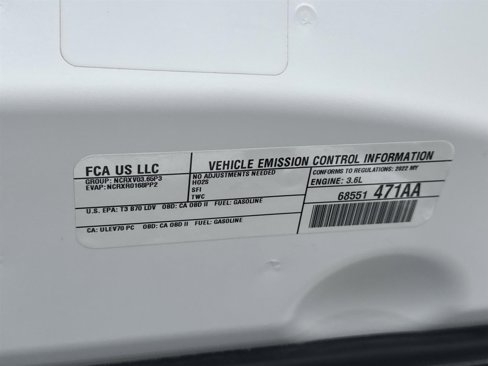 FCA US LLC
GROUP: NCRXV03.65P3
EVAP: NCRXR0168PP2
VEHICLE EMISSION CONTROL INFORMATION
NO ADJUSTMENTS NEEDED
HO2S
SFI
TWC
CONFORMS TO REGULATIONS: 2022 MY
ENGINE: 3.6L
68551 471AA
U.S. EPA: T3 B70 LDV OBD: CA OBD II FUEL: GASOLINE
CA: ULEV70 PC OBD: CA OBD II FUEL: GASOLINE